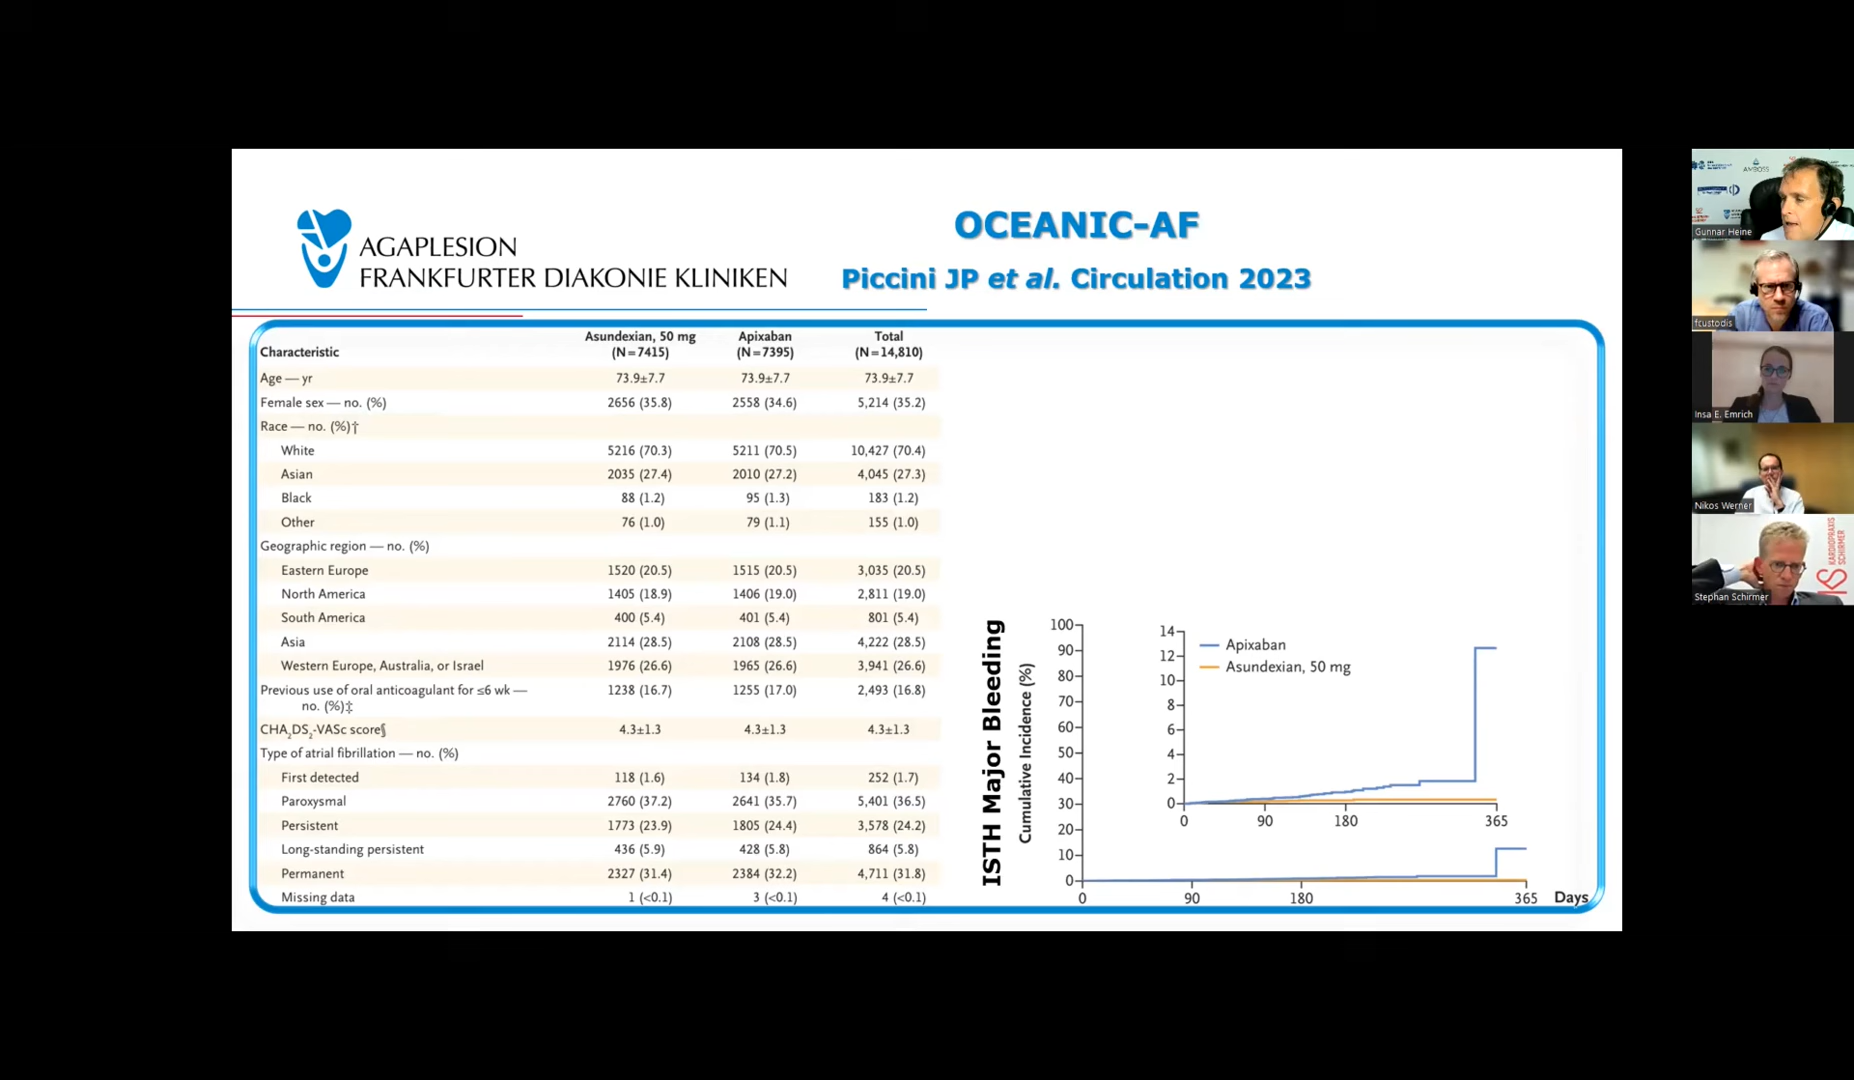 AGAPLESION
FRANKFURTER DIAKONIE KLINIKEN
OCEANIC-AF
Piccini JP et al. Circulation 2023
Characteristic
Asundexian, 50 mg (N=7415)
Apixaban (N=7395)
Total (N=14,810)
Age — yr 73.9±7.7 73.9±7.7 73.9±7.7
Female sex — no. (%) 2656 (35.8) 2558 (34.6) 5,214 (35.2)
Race — no. (%)†
White 5216 (70.3) 5211 (70.5) 10,427 (70.4)
Asian 2035 (27.4) 2010 (27.2) 4,045 (27.3)
Black 88 (1.2) 95 (1.3) 183 (1.2)
Other 76 (1.0) 79 (1.1) 155 (1.0)
Geographic region — no. (%)
Eastern Europe 1520 (20.5) 1515 (20.5) 3,035 (20.5)
North America 1405 (18.9) 1406 (19.0) 2,811 (19.0)
South America 400 (5.4) 401 (5.4) 801 (5.4)
Asia 2114 (28.5) 2108 (28.5) 4,222 (28.5)
Western Europe, Australia, or Israel 1976 (26.6) 1965 (26.6) 3,941 (26.6)
Previous use of oral anticoagulant for ≤6 wk — 1238 (16.7) 1255 (17.0) 2,493 (16.8)
no. (%)‡
CHA₂DS₂-VASc score§ 4.3±1.3 4.3±1.3 4.3±1.3
Type of atrial fibrillation — no. (%)
First detected 118 (1.6) 134 (1.8) 252 (1.7)
Paroxysmal 2760 (37.2) 2641 (35.7) 5,401 (36.5)
Persistent 1773 (23.9) 1805 (24.4) 3,578 (24.2)
Long-standing persistent 436 (5.9) 428 (5.8) 864 (5.8)
Permanent 2327 (31.4) 2384 (32.2) 4,711 (31.8)
Missing data 1 (<0.1) 3 (<0.1) 4 (<0.1)
ISTH Major Bleeding
Cumulative Incidence (%)
100
90
80
70
60
50
40
30
20
10
0
0 90 180 365 Days
14
12
10
8
6
4
2
0
0 90 180 365
Apixaban
Asundexian, 50 mg
AMBOSS
Gunnar Heine
fcustodis
Insa E. Emrich
Nikos Werner
KARDIOPRAXIS
SCHIRMER
Stephan Schirmer